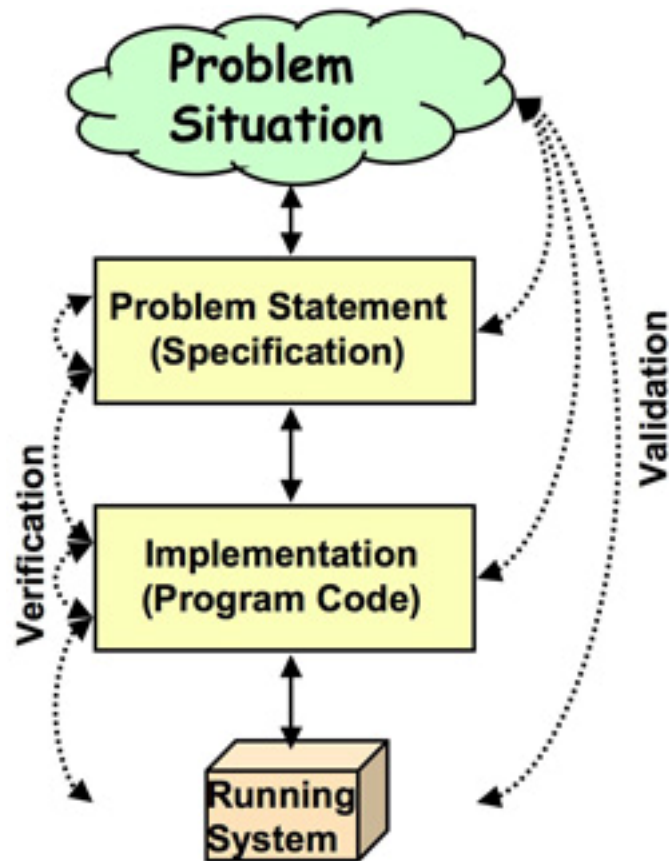 Problem
Situation
Problem Statement
(Specification)
Validation
Verification
Implementation
(Program Code)
Running
System